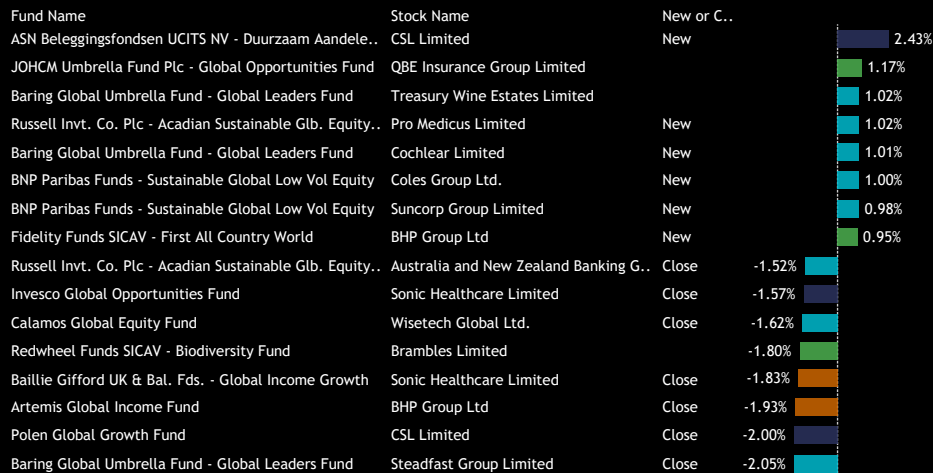 Fund Name Stock Name New or C..
ASN Beleggingsfondsen UCITS NV - Duurzaam Aandele.. CSL Limited New 2.43%
JOHCM Umbrella Fund Plc - Global Opportunities Fund QBE Insurance Group Limited 1.17%
Baring Global Umbrella Fund - Global Leaders Fund Treasury Wine Estates Limited 1.02%
Russell Invt. Co. Plc - Acadian Sustainable Glb. Equity.. Pro Medicus Limited New 1.02%
Baring Global Umbrella Fund - Global Leaders Fund Cochlear Limited New 1.01%
BNP Paribas Funds - Sustainable Global Low Vol Equity Coles Group Ltd. New 1.00%
BNP Paribas Funds - Sustainable Global Low Vol Equity Suncorp Group Limited New 0.98%
Fidelity Funds SICAV - First All Country World BHP Group Ltd New 0.95%
Russell Invt. Co. Plc - Acadian Sustainable Glb. Equity.. Australia and New Zealand Banking G.. Close -1.52%
Invesco Global Opportunities Fund Sonic Healthcare Limited Close -1.57%
Calamos Global Equity Fund Wisetech Global Ltd. Close -1.62%
Redwheel Funds SICAV - Biodiversity Fund Brambles Limited -1.80%
Baillie Gifford UK & Bal. Fds. - Global Income Growth Sonic Healthcare Limited Close -1.83%
Artemis Global Income Fund BHP Group Ltd Close -1.93%
Polen Global Growth Fund CSL Limited Close -2.00%
Baring Global Umbrella Fund - Global Leaders Fund Steadfast Group Limited Close -2.05%